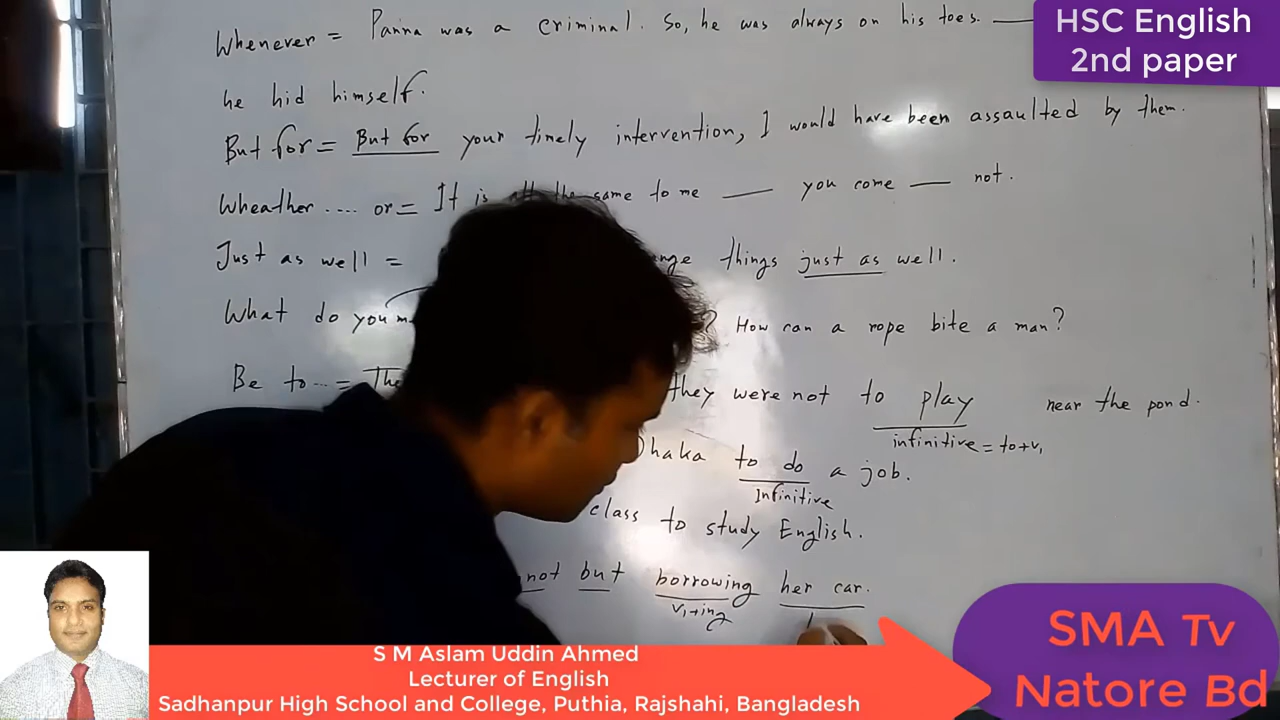 Whenever = Panna was a criminal. So, he was always on his toes. ____
HSC English
2nd paper
he hid himself.
But for = But for your timely intervention, I would have been assaulted by them.
Wheather .... or = It is the same to me ____ you come ____ not.
Just as well = things just as well.
What do you ? How can a rope bite a man?
Be to... = they were not to play near the pond.
infinitive = to+v1
Dhaka to do a job.
Infinitive
class to study English.
not but borrowing her car.
v1+ing
S M Aslam Uddin Ahmed
Lecturer of English
Sadhanpur High School and College, Puthia, Rajshahi, Bangladesh
SMA Tv
Natore Bd